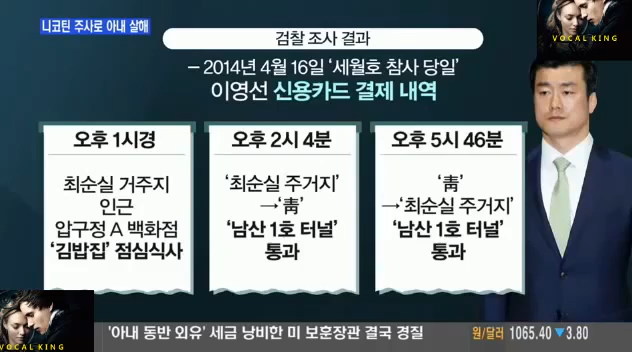 니코틴 주사로 아내 살해
VOCAL KING
검찰 조사 결과
- 2014년 4월 16일 '세월호 참사 당일'
이영선 신용카드 결제 내역
오후 1시경
최순실 거주지
인근
압구정 A 백화점
'김밥집' 점심식사
오후 2시 4분
'최순실 주거지'
→'靑'
'남산 1호 터널'
통과
오후 5시 46분
'靑'
→'최순실 주거지'
'남산 1호 터널'
통과
VOCAL KING
'아내 동반 외유' 세금 낭비한 미 보훈장관 결국 경질
원/달러 1065.40 ▼3.80